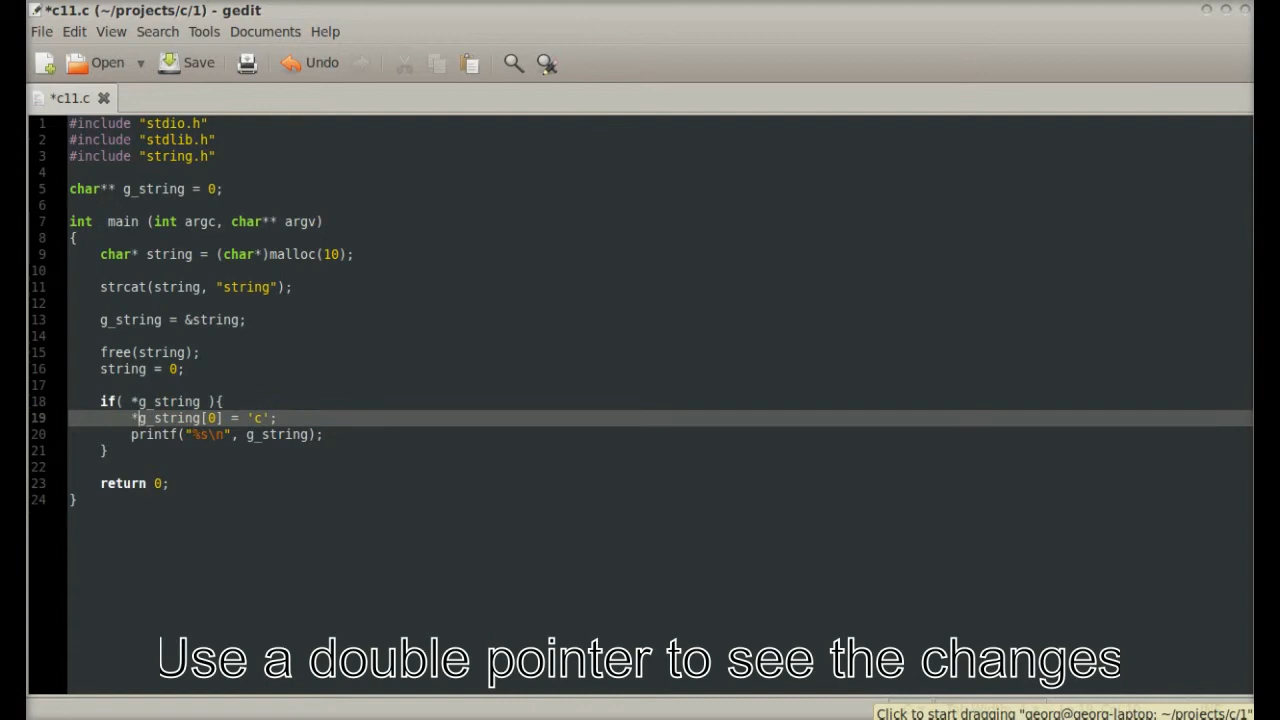 *c11.c (~/projects/c/1) - gedit
File Edit View Search Tools Documents Help
Open Save Undo
*c11.c
1 #include "stdio.h"
2 #include "stdlib.h"
3 #include "string.h"
4
5 char** g_string = 0;
6
7 int  main (int argc, char** argv)
8 {
9     char* string = (char*)malloc(10);
10
11     strcat(string, "string");
12
13     g_string = &string;
14
15     free(string);
16     string = 0;
17
18     if( *g_string ){
19         *g_string[0] = 'c';
20         printf("%s\n", g_string);
21     }
22
23     return 0;
24 }
Use a double pointer to see the changes
Click to start dragging "georg@georg-laptop: ~/projects/c/1"